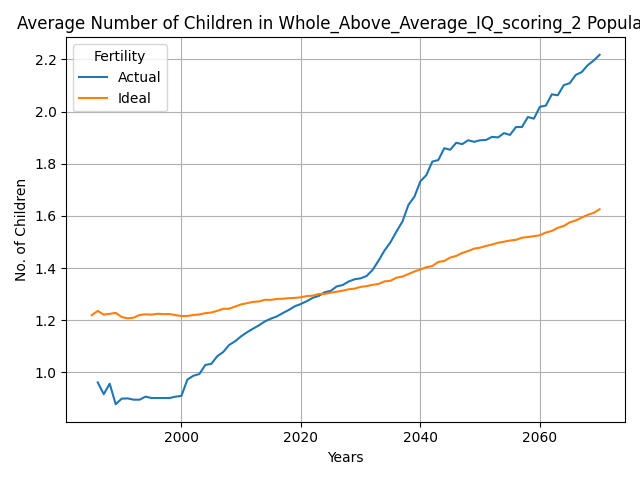 Average Number of Children in Whole_Above_Average_IQ_scoring_2 Popula
Fertility
Actual
Ideal
2.2
2.0
1.8
1.6
1.4
1.2
1.0
No. of Children
2000
2020
2040
2060
Years